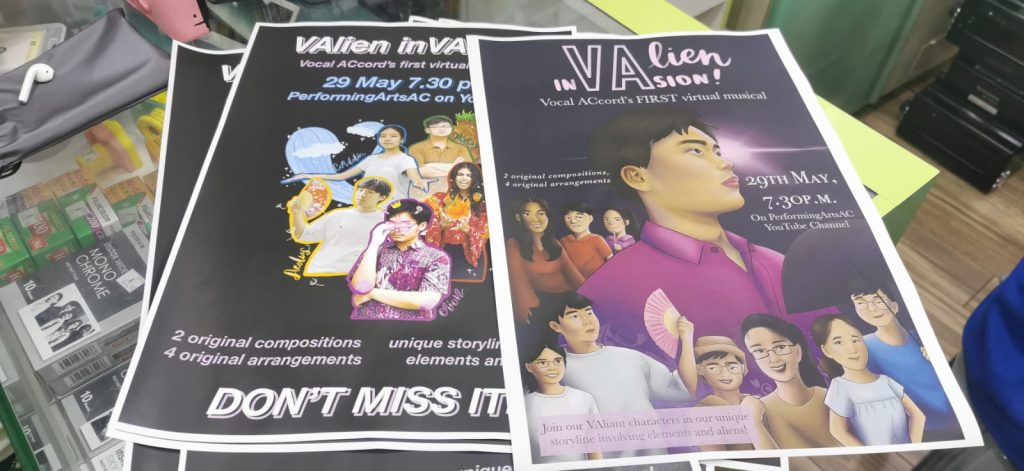 VAlien inVA
Vocal ACcord's first virtual
29 May 7.30 p
PerformingArtsAC on Yo
2 original compositions
4 original arrangements
unique storylin
elements an
DON'T MISS IT
VAlien
inVAsion!
Vocal ACcord's FIRST virtual musical
2 original compositions,
4 original arrangements
29th May,
7.30p.m.
On PerformingArtsAC
YouTube Channel
Join our VAliant characters in our unique
storyline involving elements and aliens!
MONO
CHROME
10
10